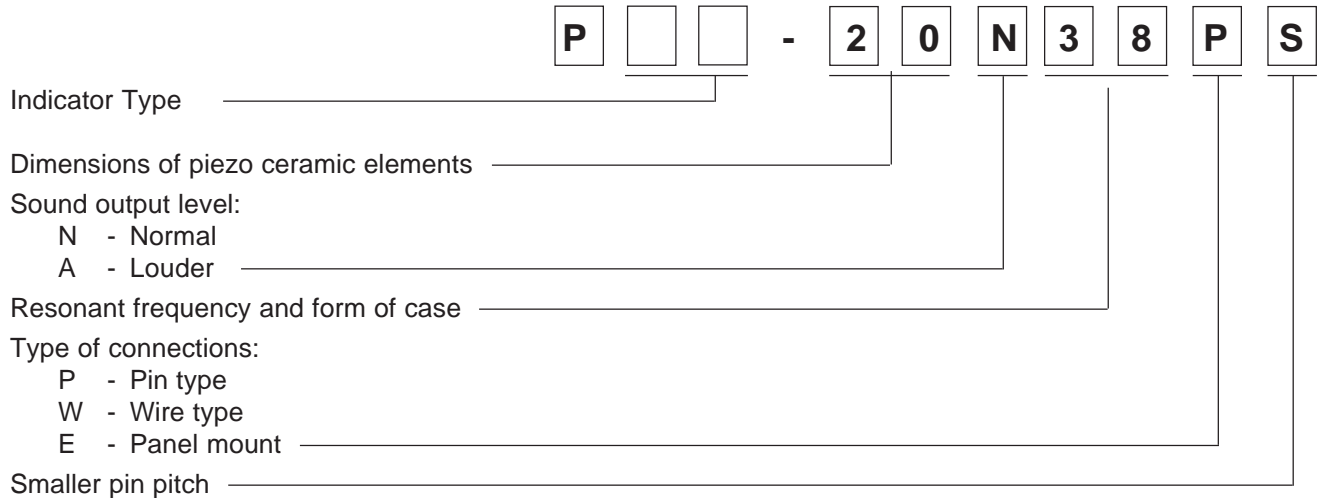 P - 2 0 N 3 8 P S
Indicator Type
Dimensions of piezo ceramic elements
Sound output level:
N - Normal
A - Louder
Resonant frequency and form of case
Type of connections:
P - Pin type
W - Wire type
E - Panel mount
Smaller pin pitch